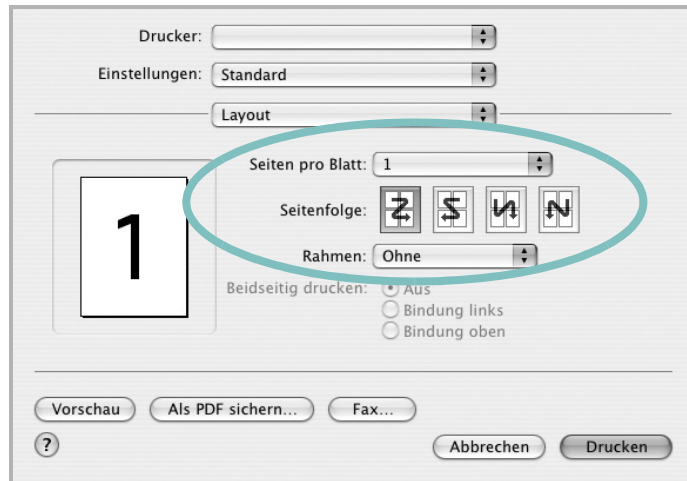 Drucker:
Einstellungen: Standard
Layout
Seiten pro Blatt: 1
Seitenfolge:
Rahmen: Ohne
Beidseitig drucken: Aus
Bindung links
Bindung oben
1
Vorschau Als PDF sichern... Fax...
? Abbrechen Drucken